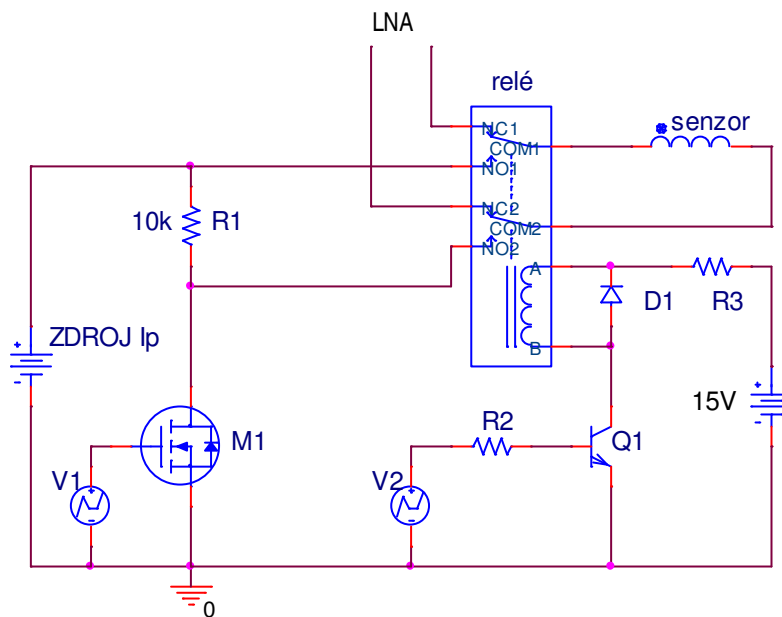 LNA
relé
NC1
COM1
NO1
NC2
COM2
NO2
A
B
senzor
10k
R1
ZDROJ Ip
+
-
M1
V1
+
-
V2
+
-
R2
Q1
D1
R3
15V
+
-
0